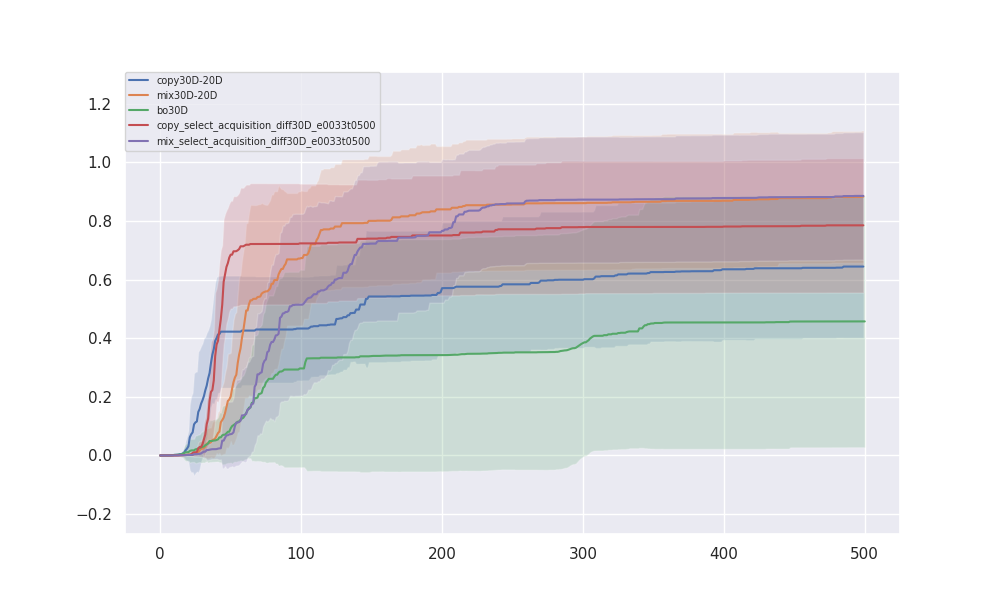 copy30D-20D
mix30D-20D
bo30D
copy_select_acquisition_diff30D_e0033t0500
mix_select_acquisition_diff30D_e0033t0500
1.2
1.0
0.8
0.6
0.4
0.2
0.0
−0.2
0 100 200 300 400 500